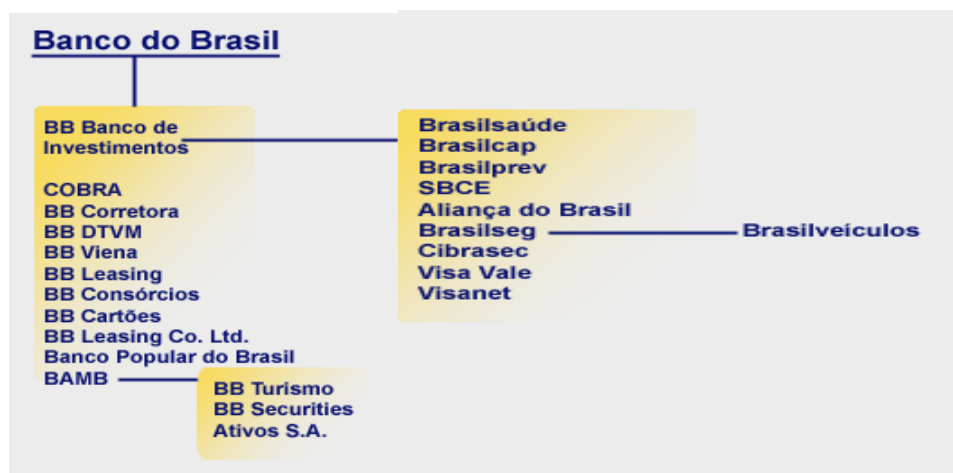 Banco do Brasil
BB Banco de
Investimentos
COBRA
BB Corretora
BB DTVM
BB Viena
BB Leasing
BB Consórcios
BB Cartões
BB Leasing Co. Ltd.
Banco Popular do Brasil
BAMB
Brasilsaúde
Brasilcap
Brasilprev
SBCE
Aliança do Brasil
Brasilseg
Cibrasec
Visa Vale
Visanet
Brasilveículos
BB Turismo
BB Securities
Ativos S.A.